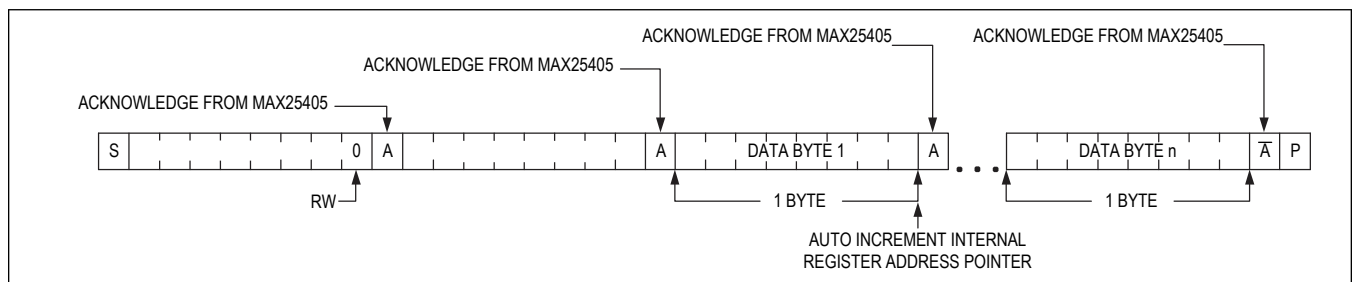 ACKNOWLEDGE FROM MAX25405 ACKNOWLEDGE FROM MAX25405
ACKNOWLEDGE FROM MAX25405
ACKNOWLEDGE FROM MAX25405
S 0 A A DATA BYTE 1 A ... DATA BYTE n A̅ P
RW 1 BYTE 1 BYTE
AUTO INCREMENT INTERNAL
REGISTER ADDRESS POINTER